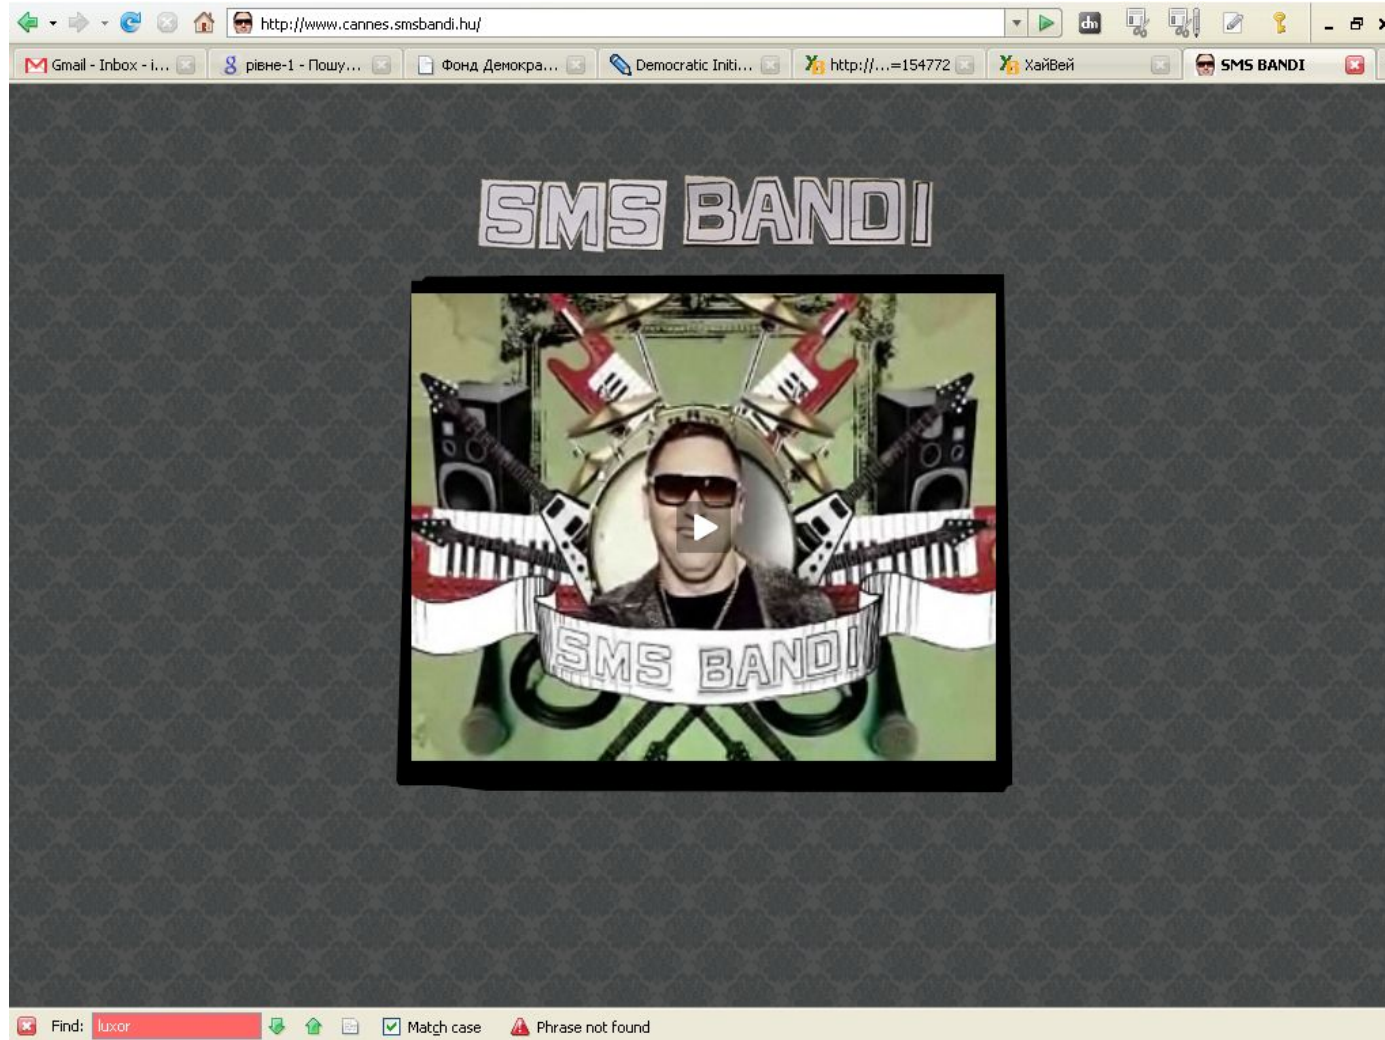 http://www.cannes.smsbandi.hu/
dm
Gmail - Inbox - i...
рівне-1 - Пошу...
Фонд Демокра...
Democratic Initi...
http://...=154772
ХайВей
SMS BANDI
SMS BANDI
SMS BANDI
Find:
luxor
Match case
Phrase not found